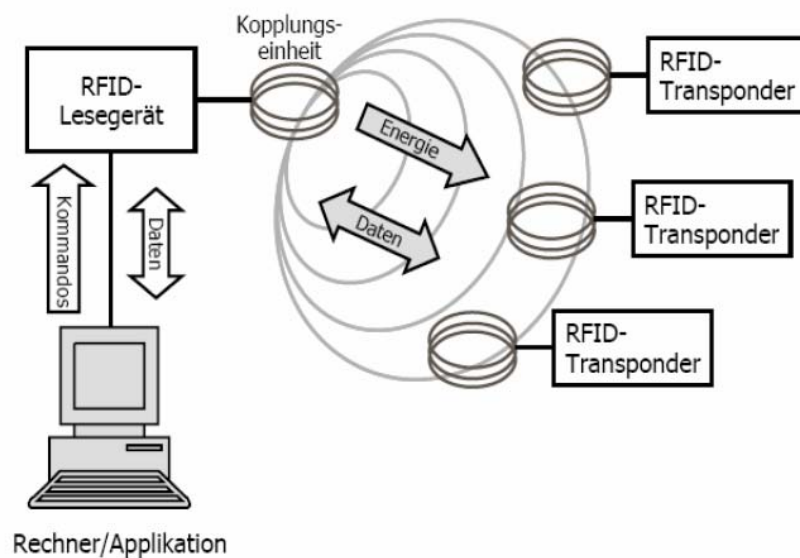 Kopplungs-
einheit
RFID-
Lesegerät
RFID-
Transponder
Energie
Daten
RFID-
Transponder
Kommandos
Daten
RFID-
Transponder
Rechner/Applikation